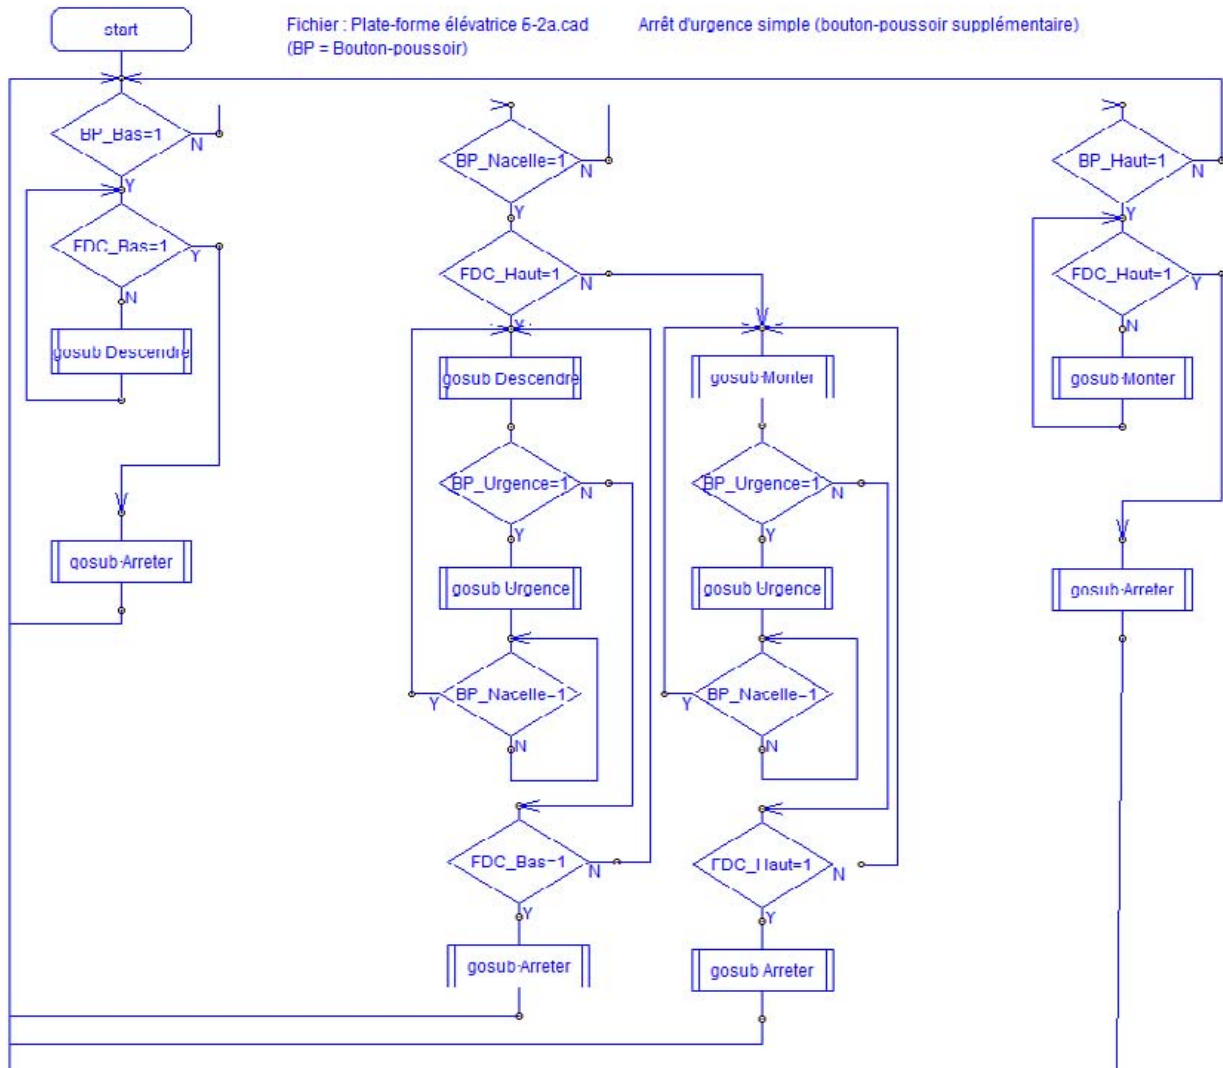 start
Fichier : Plate-forme élévatrice 6-2a.cad
Arrêt d'urgence simple (bouton-poussoir supplémentaire)
(BP = Bouton-poussoir)
BP_Bas=1
N
Y
FDC_Bas=1
Y
N
gosub Descendre
gosub Arreter
BP_Nacelle=1
N
Y
FDC_Haut=1
N
Y
gosub Descendre
BP_Urgence=1
N
Y
gosub Urgence
BP_Nacelle=1
Y
N
FDC_Bas=1
N
Y
gosub Arreter
gosub Monter
BP_Urgence=1
N
Y
gosub Urgence
BP_Nacelle=1
Y
N
FDC_Haut=1
N
Y
gosub Arreter
BP_Haut=1
N
Y
FDC_Haut=1
Y
N
gosub Monter
gosub Arreter